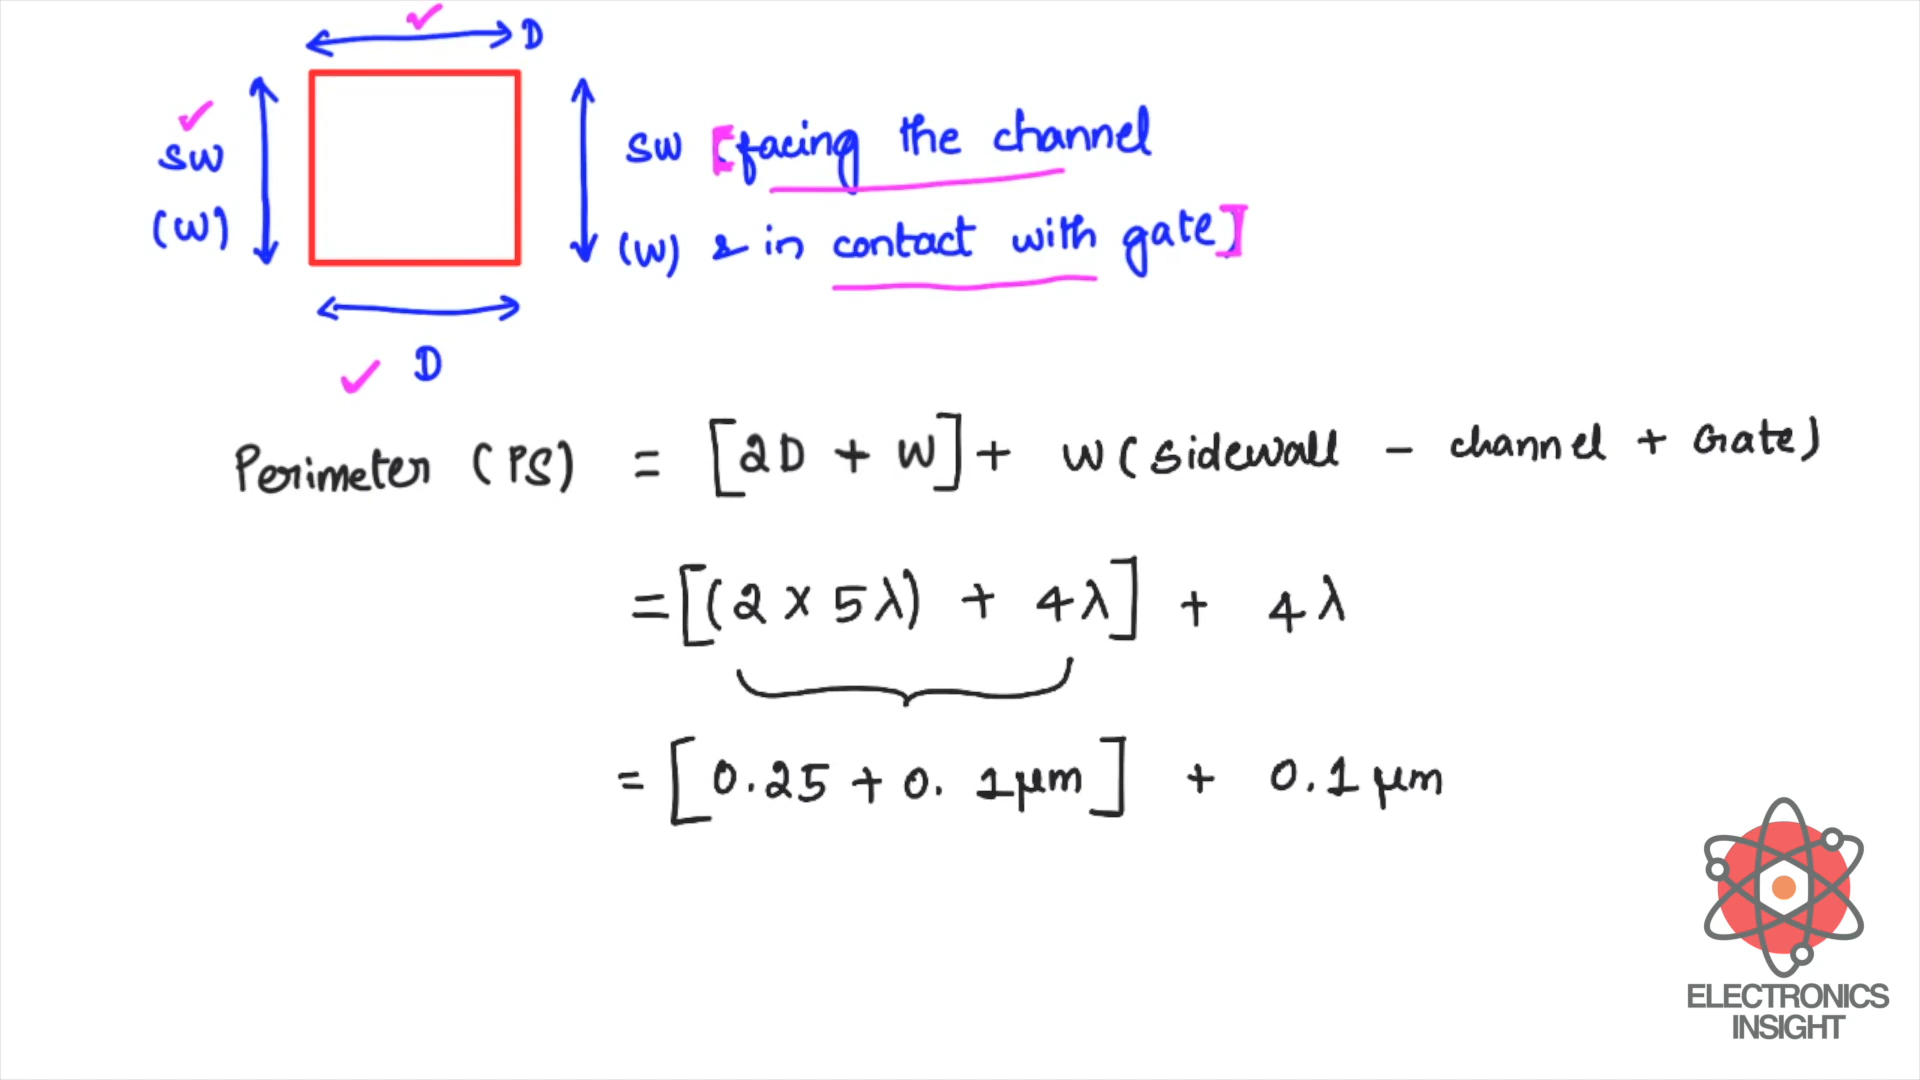 D
SW SW [facing the channel
(W) (W) & in contact with gate]
D
Perimeter (PS) = [2D + W] + W (sidewall - channel + Gate)
= [(2 x 5λ) + 4λ] + 4λ
= [0.25 + 0.1μm] + 0.1μm
ELECTRONICS
INSIGHT